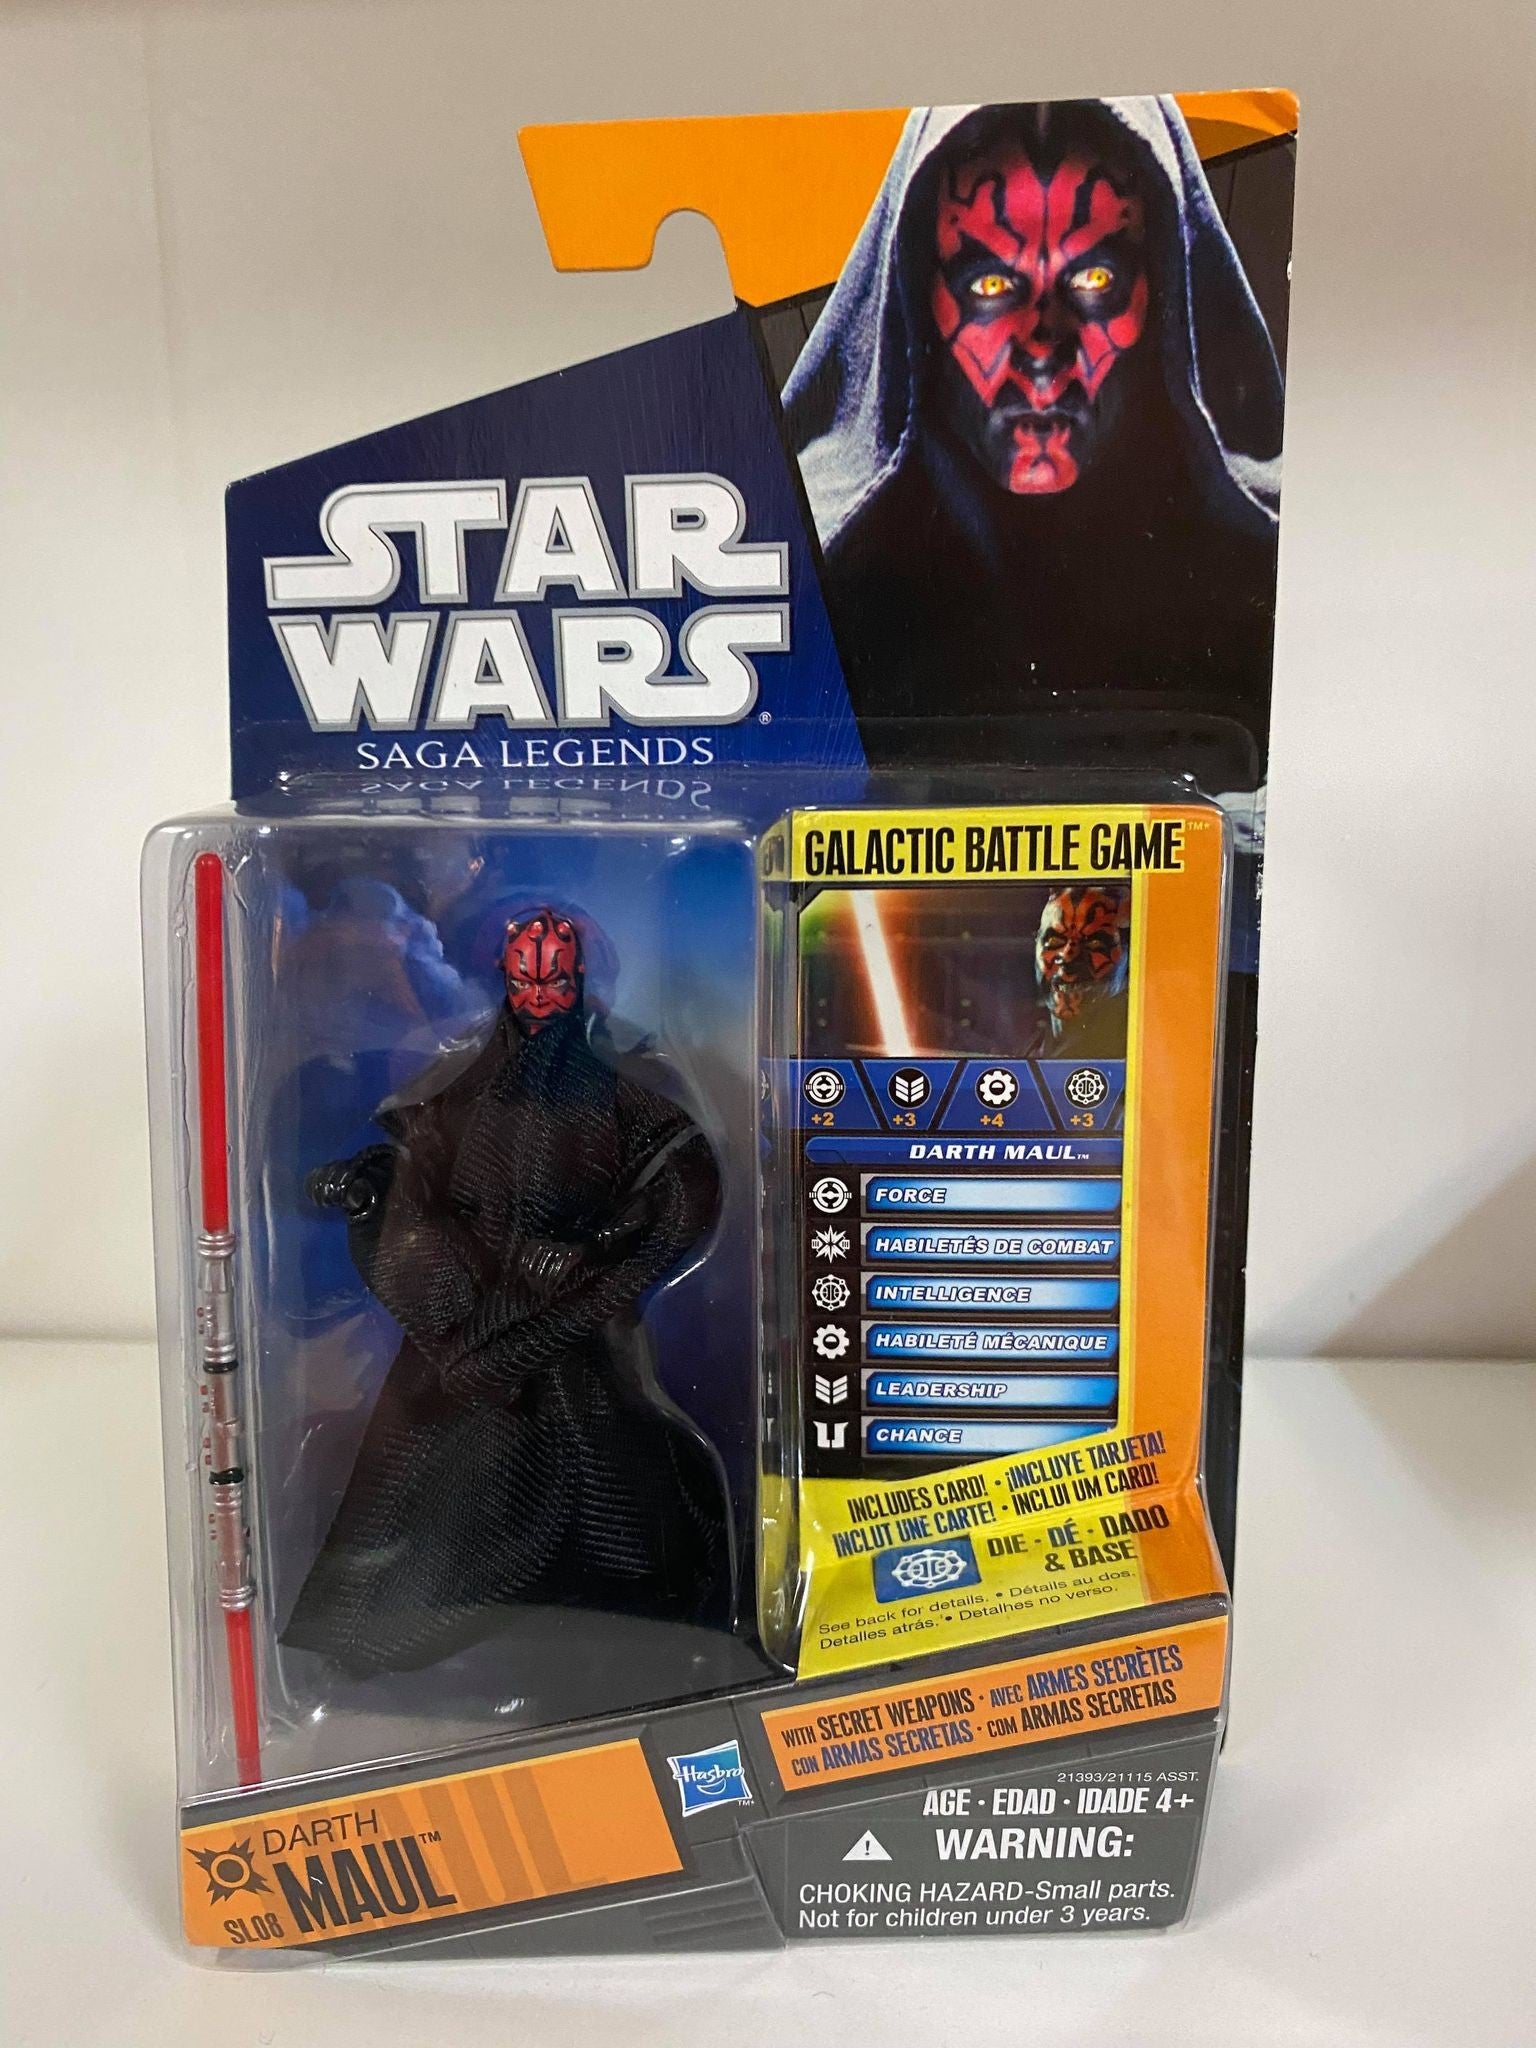 STAR
WARS®
SAGA LEGENDS
GALACTIC BATTLE GAME™*
+2 +3 +4 +3
DARTH MAUL™
FORCE
HABILETÉS DE COMBAT
INTELLIGENCE
HABILETÉ MÉCANIQUE
LEADERSHIP
CHANCE
INCLUDES CARD! • ¡INCLUYE TARJETA!
INCLUT UNE CARTE! • INCLUI UM CARD!
DIE • DÉ • DADO
& BASE
See back for details. • Détails au dos.
Detalles atrás. • Detalhes no verso.
WITH SECRET WEAPONS • AVEC ARMES SECRÈTES
CON ARMAS SECRETAS • COM ARMAS SECRETAS
Hasbro
TM*
21393/21115 ASST.
AGE • EDAD • IDADE 4+
WARNING:
CHOKING HAZARD-Small parts.
Not for children under 3 years.
DARTH
MAUL™
SL08